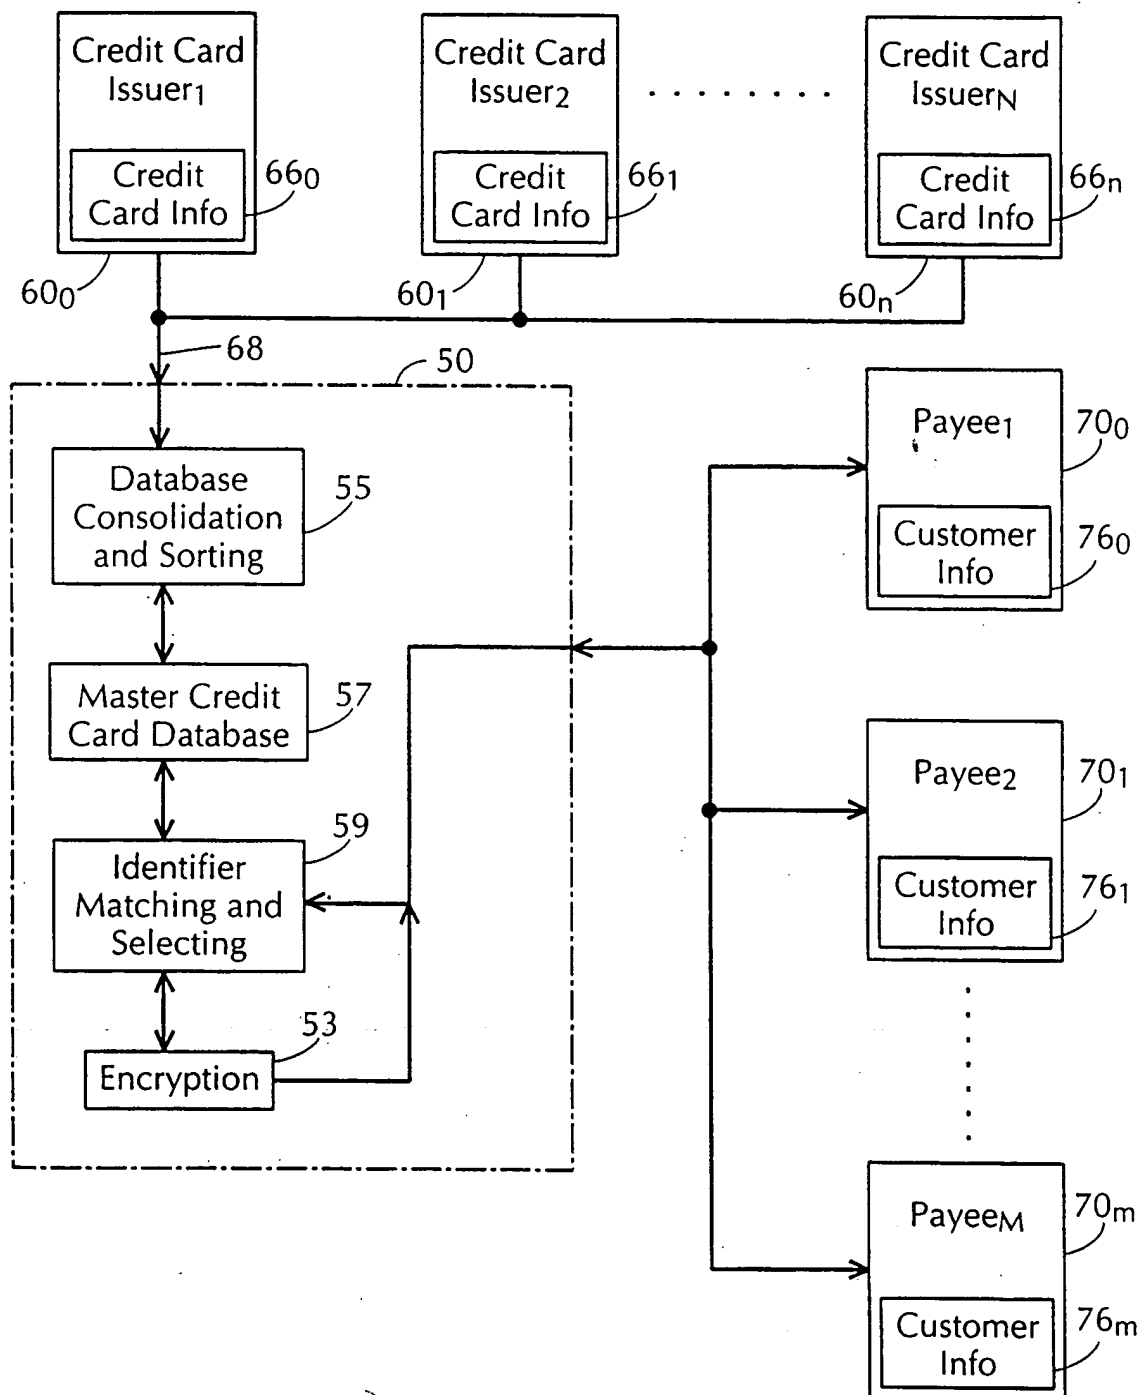 Credit Card
Issuer1
Credit
Card Info
660
600
Credit Card
Issuer2
Credit
Card Info
661
601
. . . . . . . .
Credit Card
IssuerN
Credit
Card Info
66n
60n
68
50
Database
Consolidation
and Sorting
55
Master Credit
Card Database
57
Identifier
Matching and
Selecting
59
Encryption
53
Payee1
700
Customer
Info
760
Payee2
701
Customer
Info
761
PayeeM
70m
Customer
Info
76m